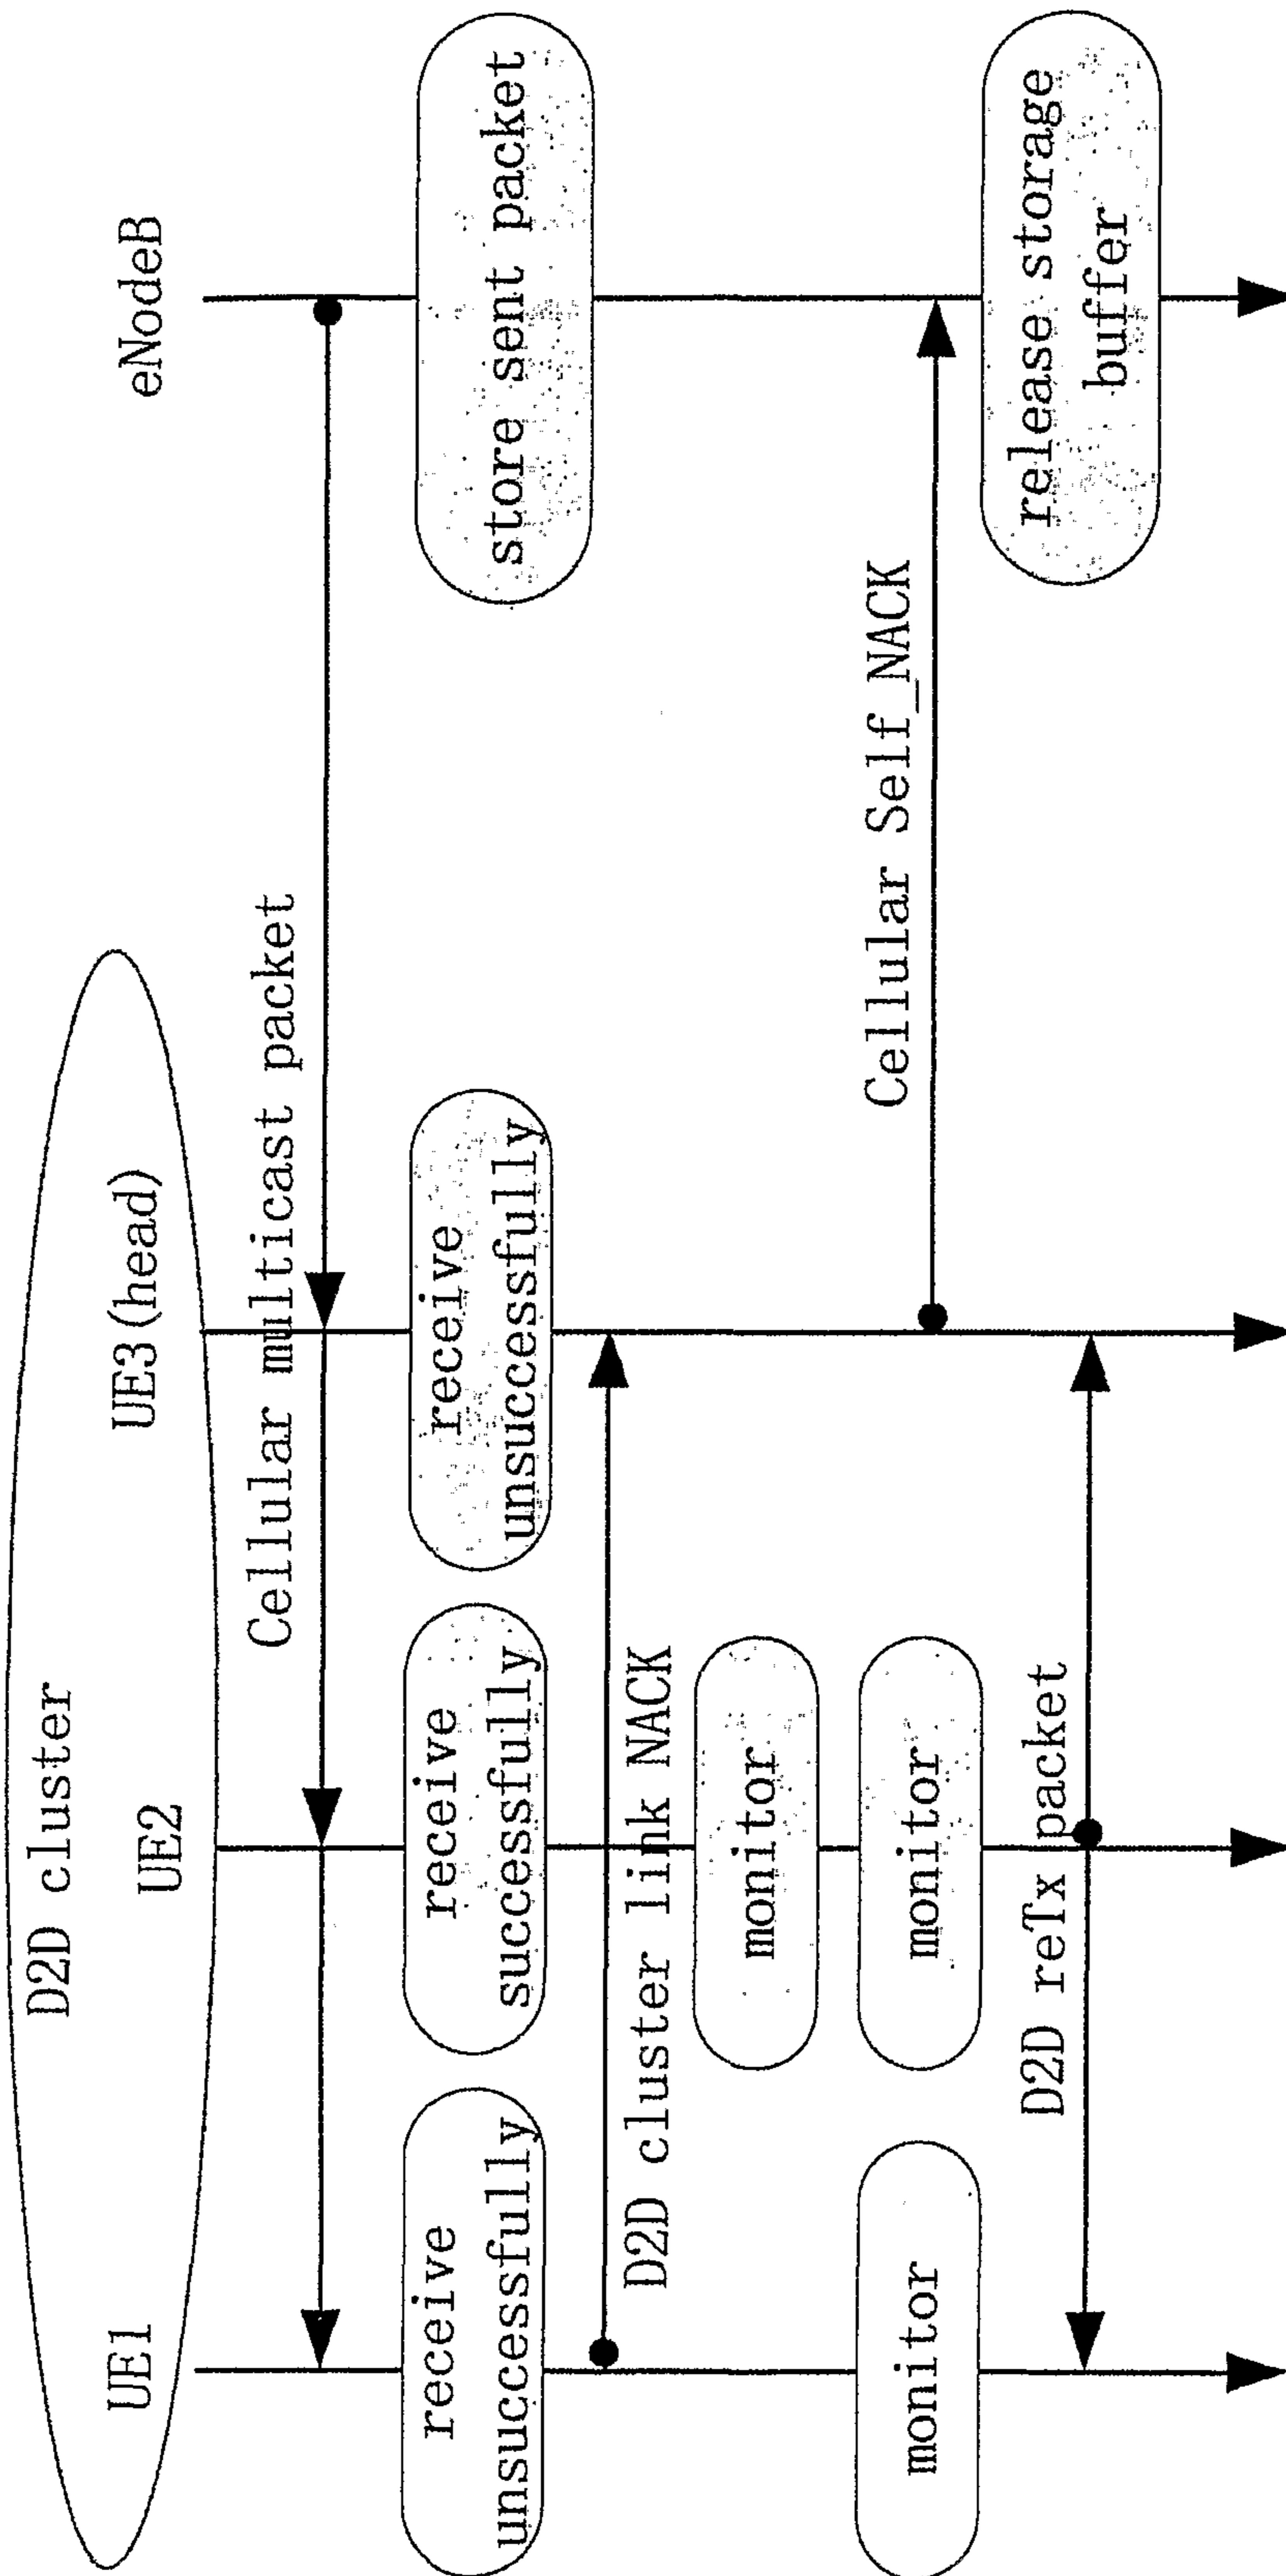 D2D cluster
UE1
UE2
UE3(head)
eNodeB
Cellular multicast packet
receive
unsuccessfully
receive
successfully
receive
unsuccessfully
store sent packet
D2D cluster link NACK
monitor
monitor
monitor
Cellular Self_NACK
release storage
buffer
D2D reTx packet